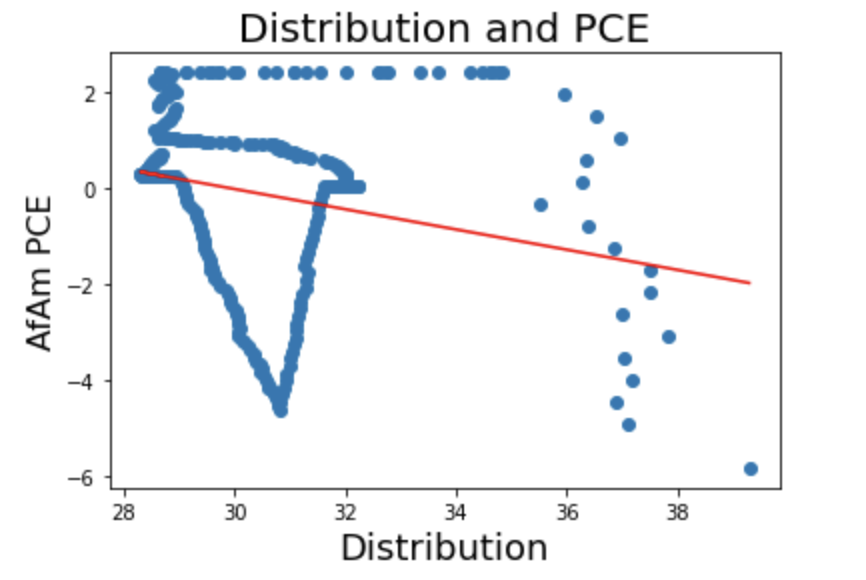 Distribution and PCE
AfAm PCE
2
0
−2
−4
−6
28 30 32 34 36 38
Distribution